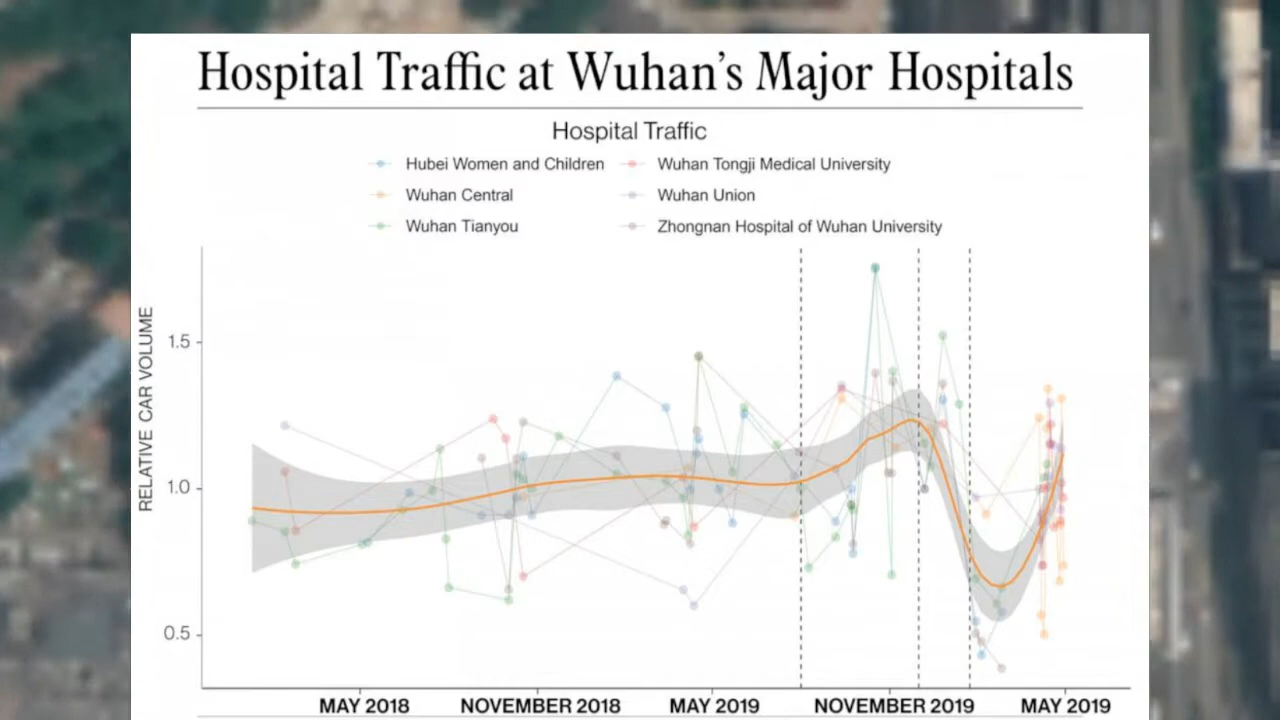 Hospital Traffic at Wuhan's Major Hospitals
Hospital Traffic
Hubei Women and Children
Wuhan Tongji Medical University
Wuhan Central
Wuhan Union
Wuhan Tianyou
Zhongnan Hospital of Wuhan University
RELATIVE CAR VOLUME
1.5
1.0
0.5
MAY 2018
NOVEMBER 2018
MAY 2019
NOVEMBER 2019
MAY 2019